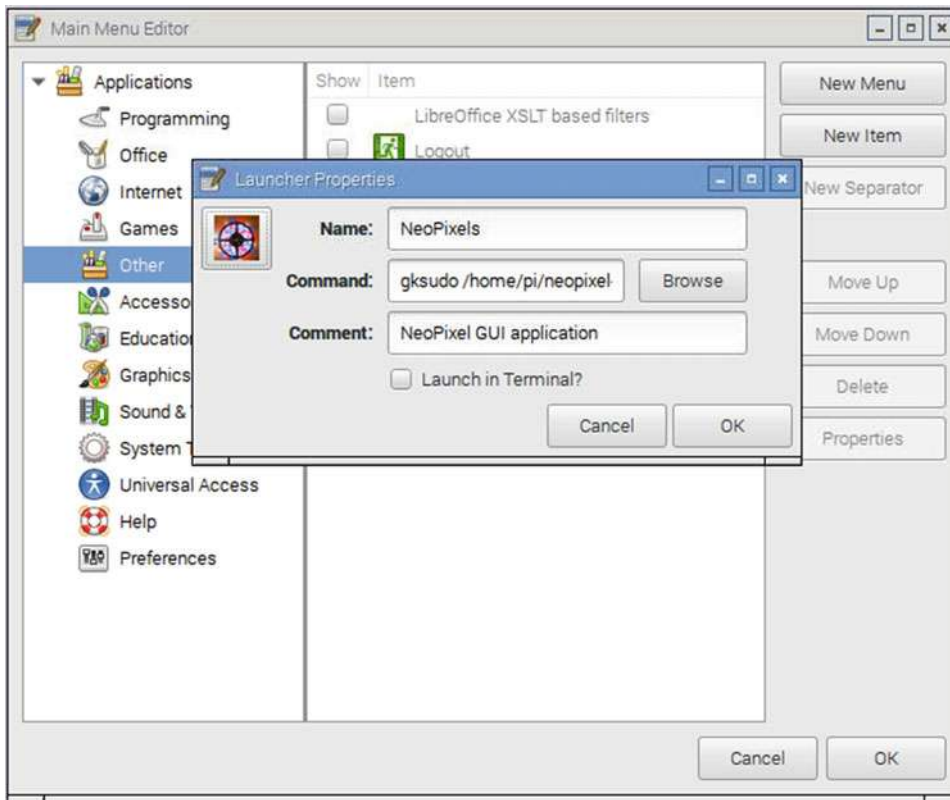 Main Menu Editor
Applications
Programming
Office
Internet
Games
Other
Accesso
Education
Graphics
Sound &
System T
Universal Access
Help
Preferences
Show Item
LibreOffice XSLT based filters
Logout
New Menu
New Item
New Separator
Move Up
Move Down
Delete
Properties
Launcher Properties
Name: NeoPixels
Command: gksudo /home/pi/neopixel- Browse
Comment: NeoPixel GUI application
Launch in Terminal?
Cancel OK
Cancel OK